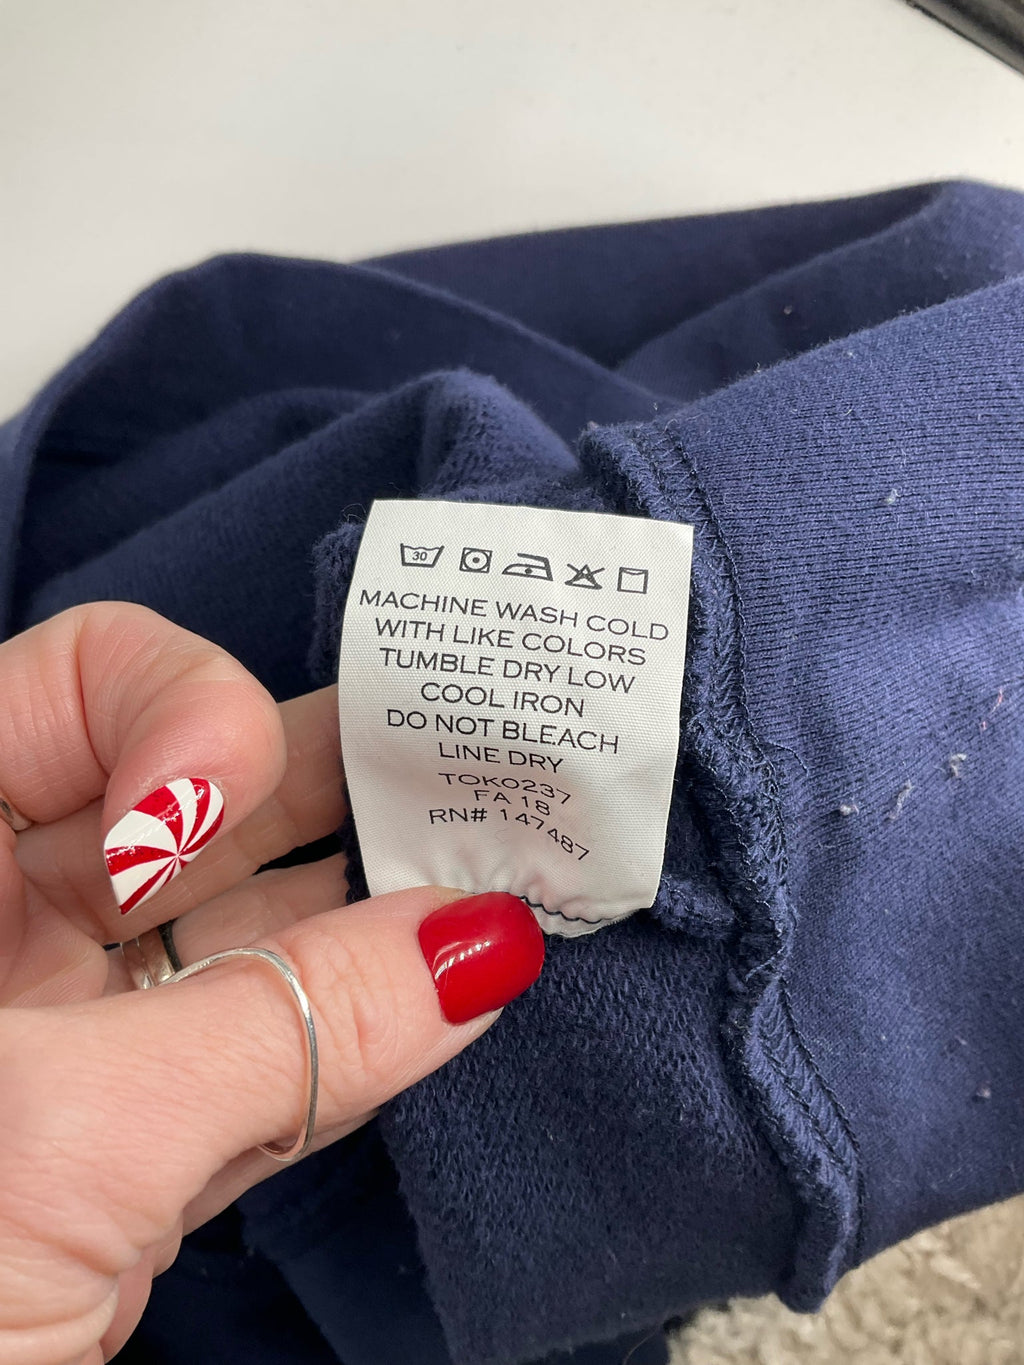 30
MACHINE WASH COLD
WITH LIKE COLORS
TUMBLE DRY LOW
COOL IRON
DO NOT BLEACH
LINE DRY
TOK0237
FA 18
RN# 147487